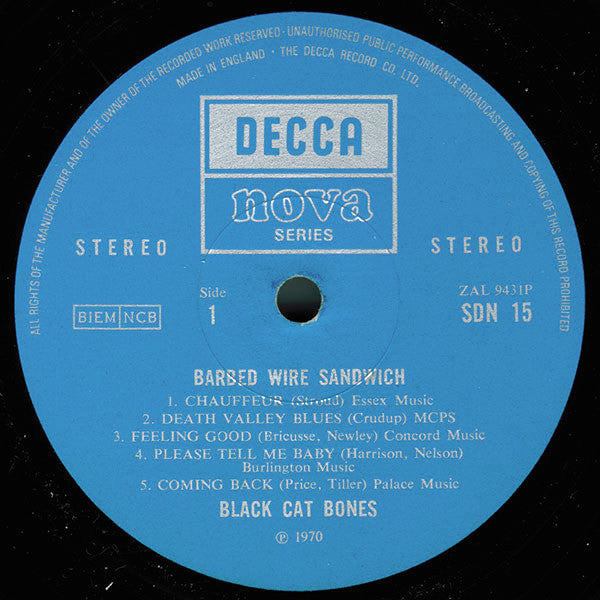 ALL RIGHTS OF THE MANUFACTURER AND OF THE OWNER OF THE RECORDED WORK RESERVED · UNAUTHORISED PUBLIC PERFORMANCE BROADCASTING AND COPYING OF THIS RECORD PROHIBITED
MADE IN ENGLAND · THE DECCA RECORD CO. LTD.
DECCA
nova
SERIES
STEREO STEREO
Side ZAL 9431P
1 SDN 15
BIEM NCB
BARBED WIRE SANDWICH
1. CHAUFFEUR (Stroud) Essex Music
2. DEATH VALLEY BLUES (Crudup) MCPS
3. FEELING GOOD (Bricusse, Newley) Concord Music
4. PLEASE TELL ME BABY (Harrison, Nelson)
Burlington Music
5. COMING BACK (Price, Tiller) Palace Music
BLACK CAT BONES
℗ 1970